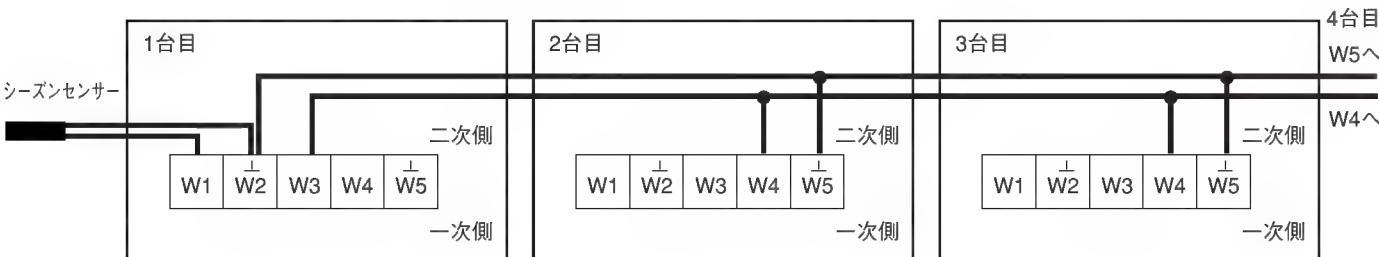 1台目
2台目
3台目
4台目
W5へ
シーズンセンサー
W4へ
二次側
二次側
二次側
W1 W2 W3 W4 W5
W1 W2 W3 W4 W5
W1 W2 W3 W4 W5
一次側
一次側
一次側